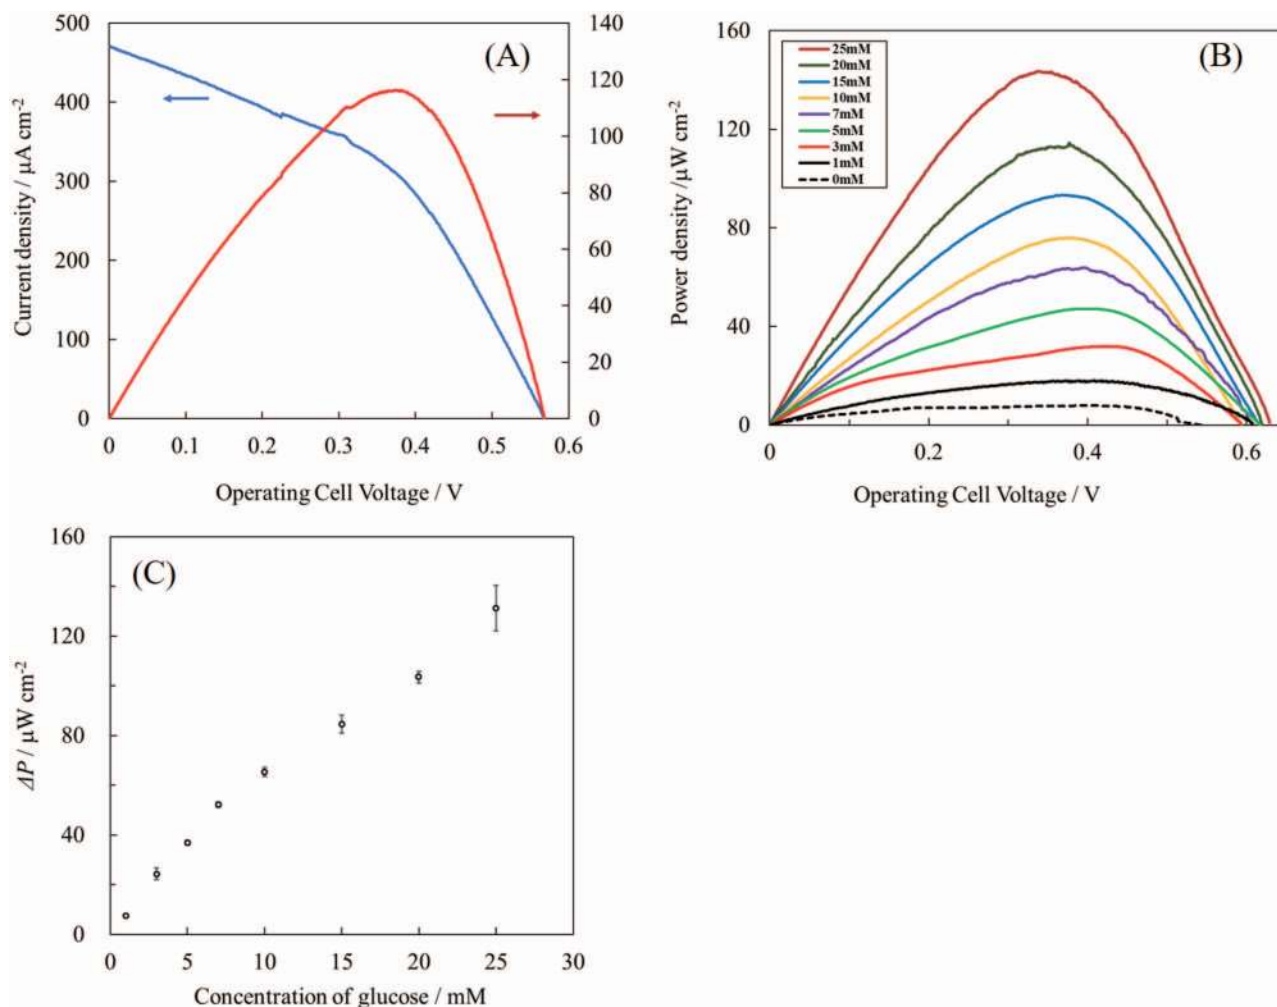 (A)
500
400
300
200
100
0
Current density / μA cm-2
140
120
100
80
60
40
20
0
0 0.1 0.2 0.3 0.4 0.5 0.6
Operating Cell Voltage / V
(B)
160
120
80
40
0
Power density /μW cm-2
25mM
20mM
15mM
10mM
7mM
5mM
3mM
1mM
0mM
0 0.2 0.4 0.6
Operating Cell Voltage / V
(C)
160
120
80
40
0
ΔP / μW cm-2
0 5 10 15 20 25 30
Concentration of glucose / mM